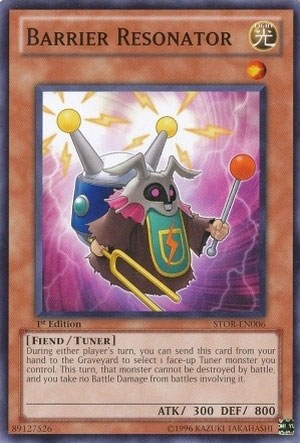 BARRIER RESONATOR
LIGHT
光
1st Edition
STOR-EN006
[FIEND / TUNER]
During either player's turn, you can send this card from
your hand to the Graveyard to select 1 face-up Tuner monster you
control. This turn, that monster cannot be destroyed by battle,
and you take no Battle Damage from battles involving it.
ATK/ 300 DEF/ 800
89127526
©1996 KAZUKI TAKAHASHI